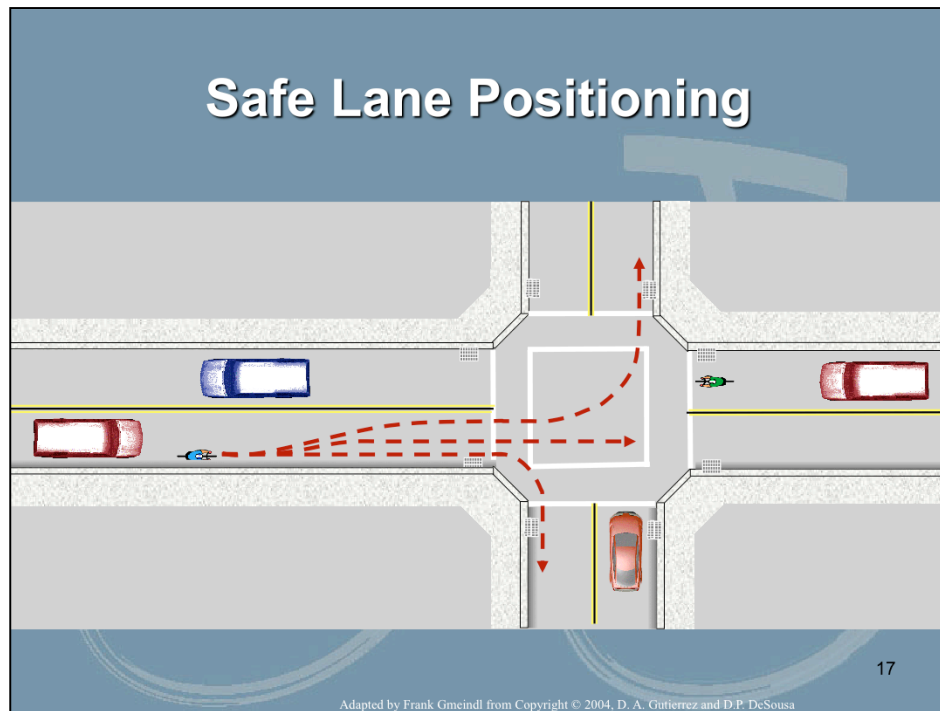 Safe Lane Positioning
17
Adapted by Frank Gmeindl from Copyright © 2004, D. A. Gutierrez and D.P. DeSousa